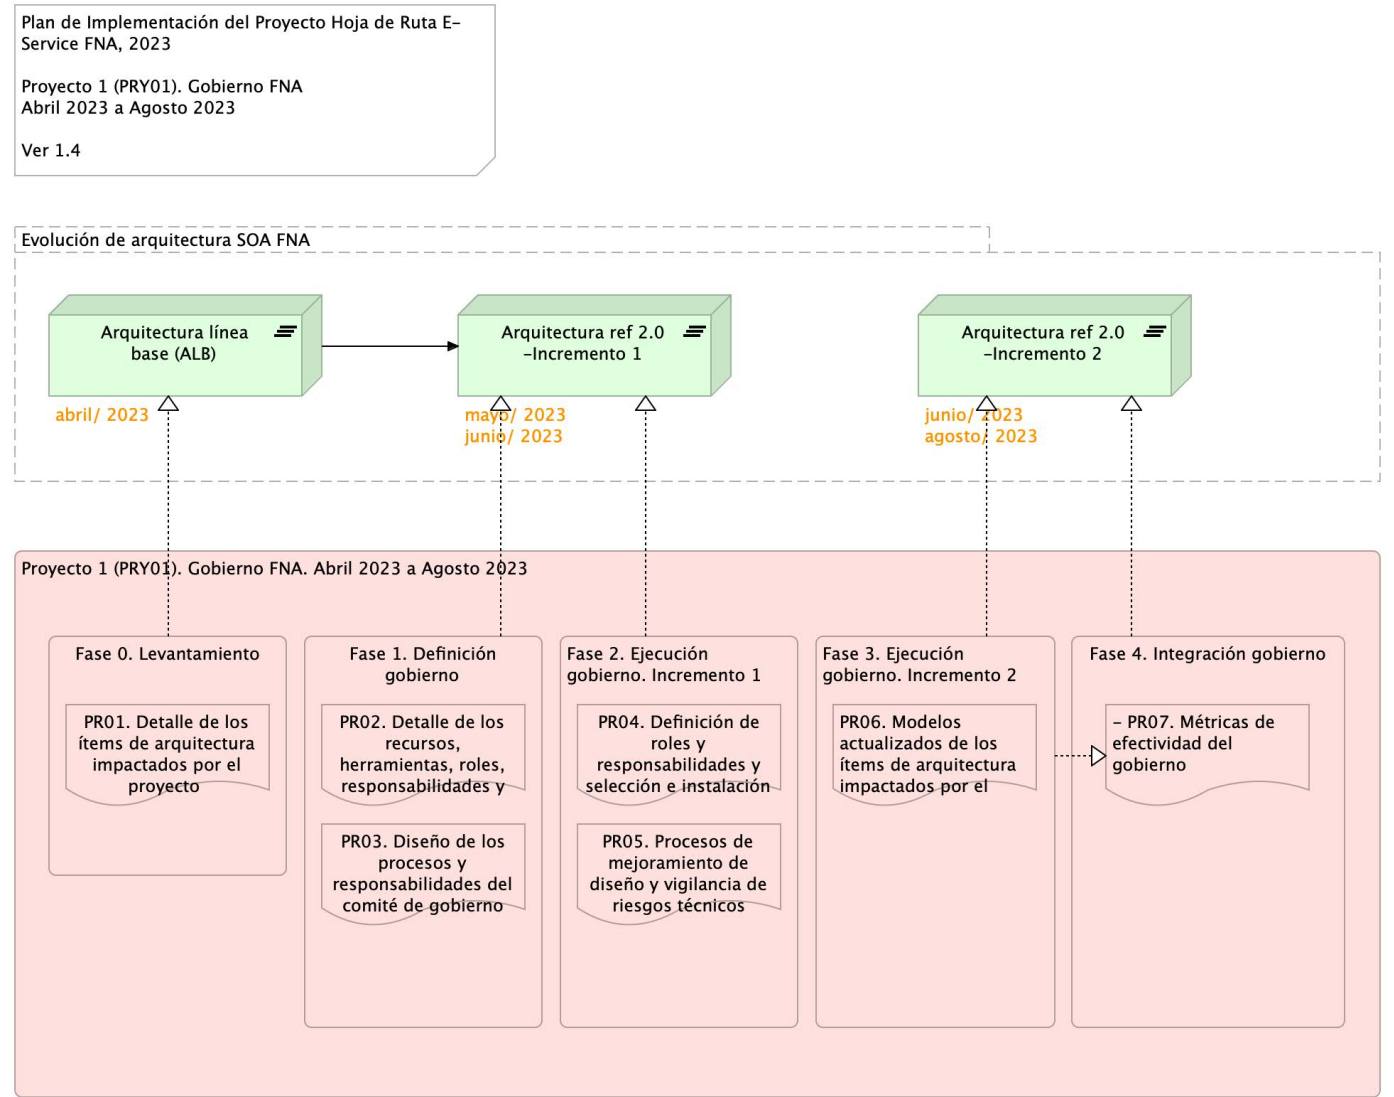 Plan de Implementación del Proyecto Hoja de Ruta E-
Service FNA, 2023
Proyecto 1 (PRY01). Gobierno FNA
Abril 2023 a Agosto 2023
Ver 1.4
Evolución de arquitectura SOA FNA
Arquitectura línea
base (ALB)
Arquitectura ref 2.0
-Incremento 1
Arquitectura ref 2.0
-Incremento 2
abril/ 2023
mayo/ 2023
junio/ 2023
junio/ 2023
agosto/ 2023
Proyecto 1 (PRY01). Gobierno FNA. Abril 2023 a Agosto 2023
Fase 0. Levantamiento
PR01. Detalle de los
ítems de arquitectura
impactados por el
proyecto
Fase 1. Definición
gobierno
PR02. Detalle de los
recursos,
herramientas, roles,
responsabilidades y
PR03. Diseño de los
procesos y
responsabilidades del
comité de gobierno
Fase 2. Ejecución
gobierno. Incremento 1
PR04. Definición de
roles y
responsabilidades y
selección e instalación
PR05. Procesos de
mejoramiento de
diseño y vigilancia de
riesgos técnicos
Fase 3. Ejecución
gobierno. Incremento 2
PR06. Modelos
actualizados de los
ítems de arquitectura
impactados por el
Fase 4. Integración gobierno
- PR07. Métricas de
efectividad del
gobierno